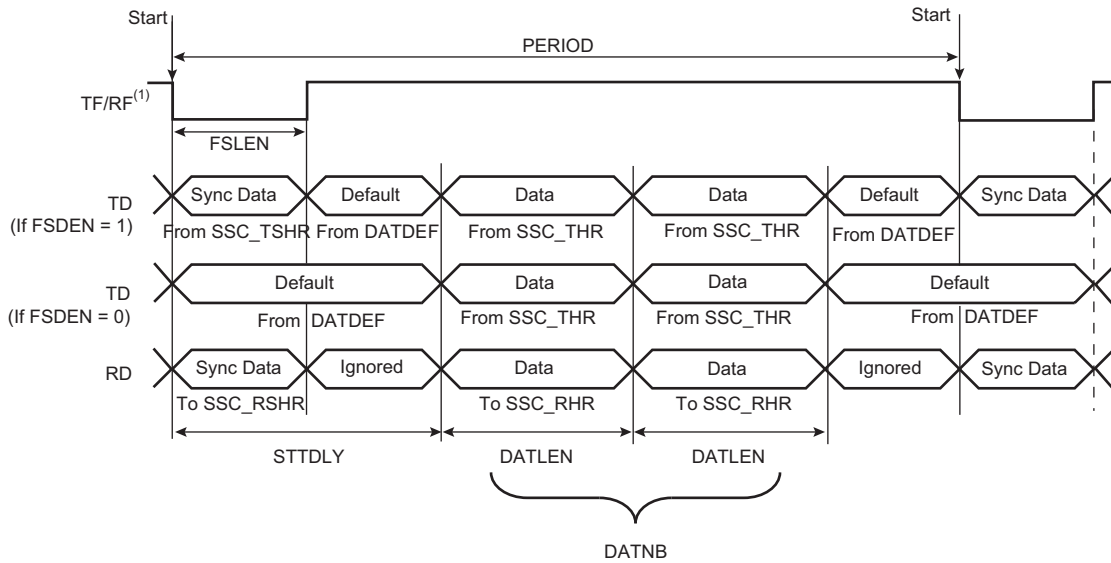 Start
Start
PERIOD
TF/RF(1)
FSLEN
TD
(If FSDEN = 1)
Sync Data
Default
Data
Data
Default
Sync Data
From SSC_TSHR
From DATDEF
From SSC_THR
From SSC_THR
From DATDEF
TD
(If FSDEN = 0)
Default
Data
Data
Default
From DATDEF
From SSC_THR
From SSC_THR
From DATDEF
RD
Sync Data
Ignored
Data
Data
Ignored
Sync Data
To SSC_RSHR
To SSC_RHR
To SSC_RHR
STTDLY
DATLEN
DATLEN
DATNB